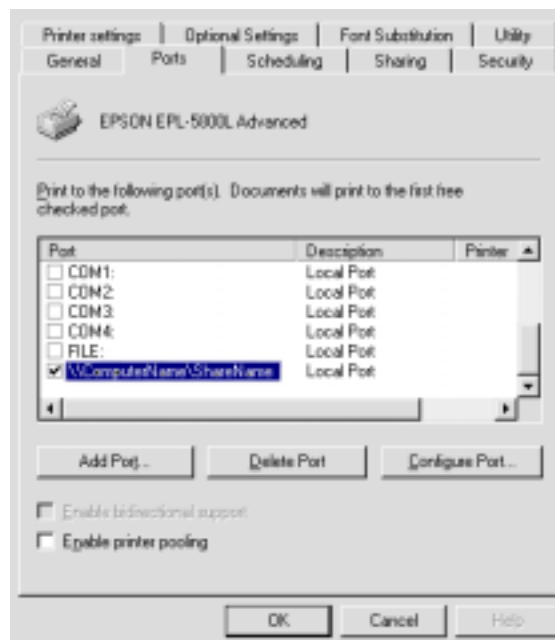 Printer settings Optional Settings Font Substitution Utility
General Ports Scheduling Sharing Security
EPSON EPL-5800L Advanced
Print to the following port(s). Documents will print to the first free
checked port.
Port Description Printer
COM1: Local Port
COM2: Local Port
COM3: Local Port
COM4: Local Port
FILE: Local Port
\\ComputerName\ShareName Local Port
Add Port... Delete Port Configure Port...
Enable bidirectional support
Enable printer pooling
OK Cancel Help